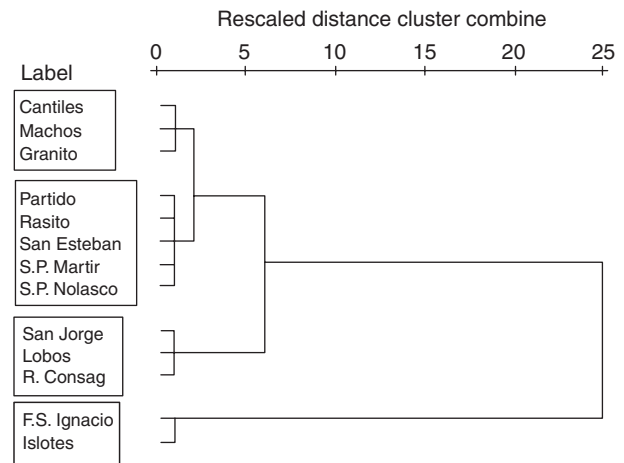 Rescaled distance cluster combine
0 5 10 15 20 25
Label
Cantiles
Machos
Granito
Partido
Rasito
San Esteban
S.P. Martir
S.P. Nolasco
San Jorge
Lobos
R. Consag
F.S. Ignacio
Islotes